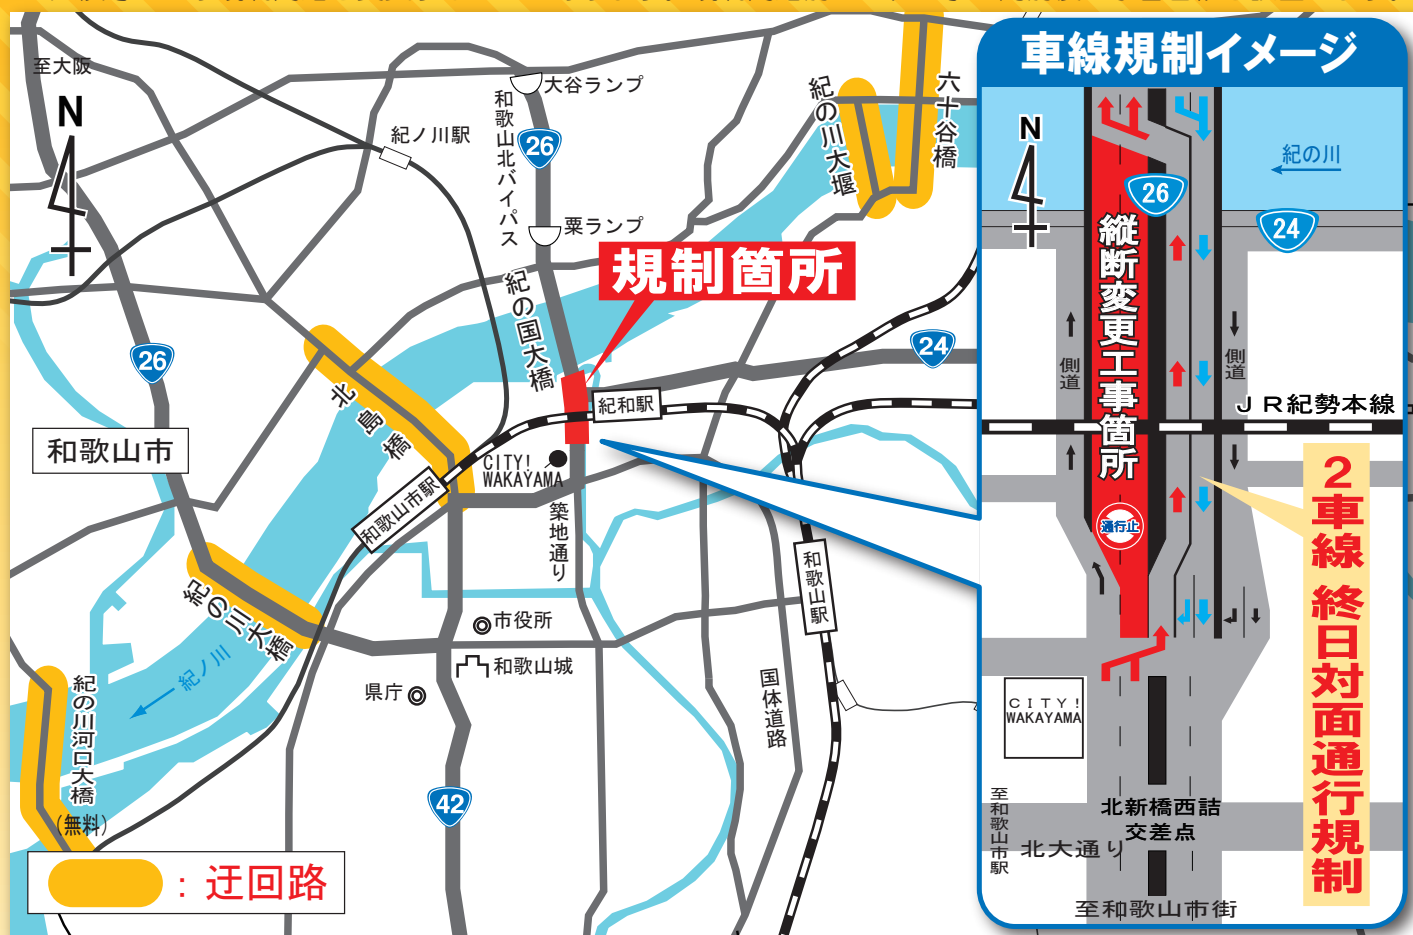 至大阪
N
26
和歌山市
紀ノ川駅
和歌山北バイパス
大谷ランプ
26
粟ランプ
紀の国大橋
規制箇所
紀の川大堰
六十谷橋
24
紀和駅
北島橋
CITY!
WAKAYAMA
和歌山市駅
築地通り
和歌山駅
紀の川大橋
市役所
和歌山城
県庁
国体道路
紀ノ川
紀の川河口大橋
(無料)
42
：迂回路
車線規制イメージ
N
紀の川
26
24
縦断変更工事箇所
側道
側道
JR紀勢本線
通行止
2車線 終日対面通行規制
CITY!
WAKAYAMA
至和歌山市駅
北新橋西詰
交差点
北大通り
至和歌山市街